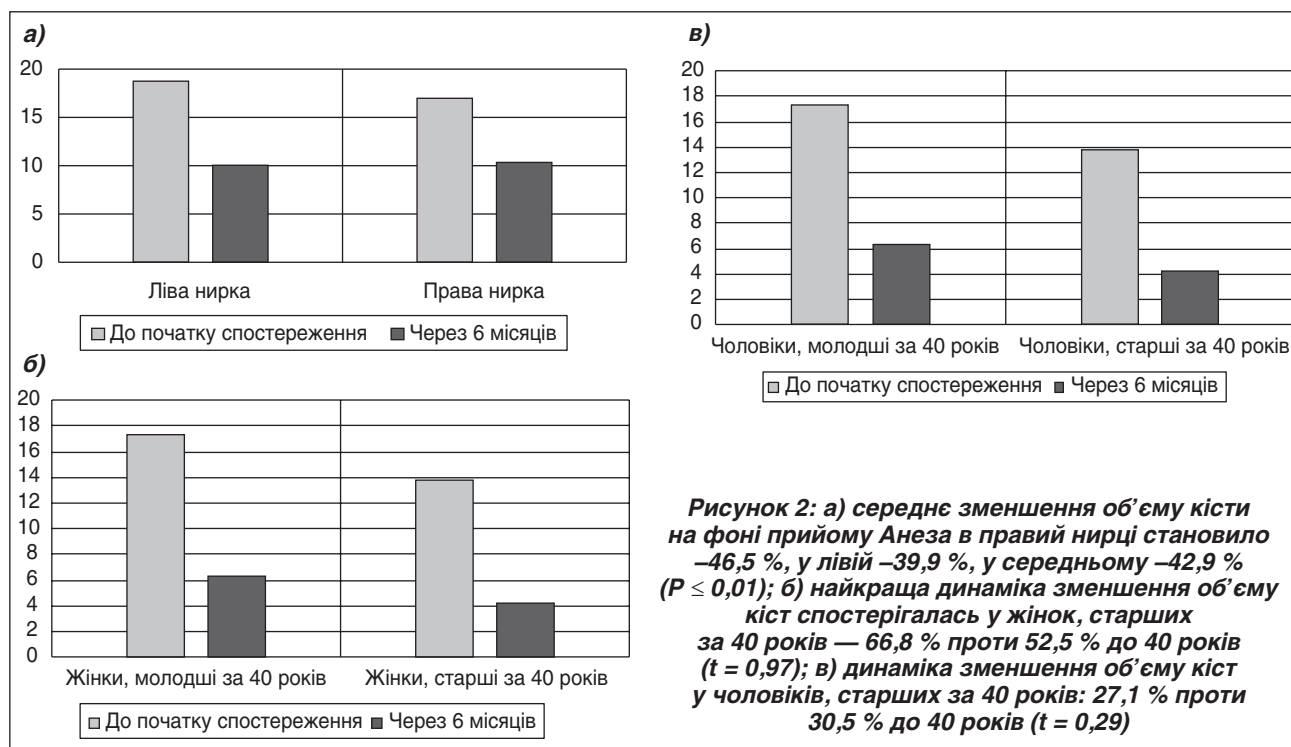 а)
20
15
10
5
0
Ліва нирка Права нирка
До початку спостереження Через 6 місяців
б)
20
18
16
14
12
10
8
6
4
2
0
Жінки, молодші за 40 років Жінки, старші за 40 років
До початку спостереження Через 6 місяців
в)
20
18
16
14
12
10
8
6
4
2
0
Чоловіки, молодші за 40 років Чоловіки, старші за 40 років
До початку спостереження Через 6 місяців
Рисунок 2: а) середнє зменшення об’єму кісти
на фоні прийому Анеза в правий нирці становило
–46,5 %, у лівій –39,9 %, у середньому –42,9 %
(P ≤ 0,01); б) найкраща динаміка зменшення об’єму
кіст спостерігалась у жінок, старших
за 40 років — 66,8 % проти 52,5 % до 40 років
(t = 0,97); в) динаміка зменшення об’єму кіст
у чоловіків, старших за 40 років: 27,1 % проти
30,5 % до 40 років (t = 0,29)